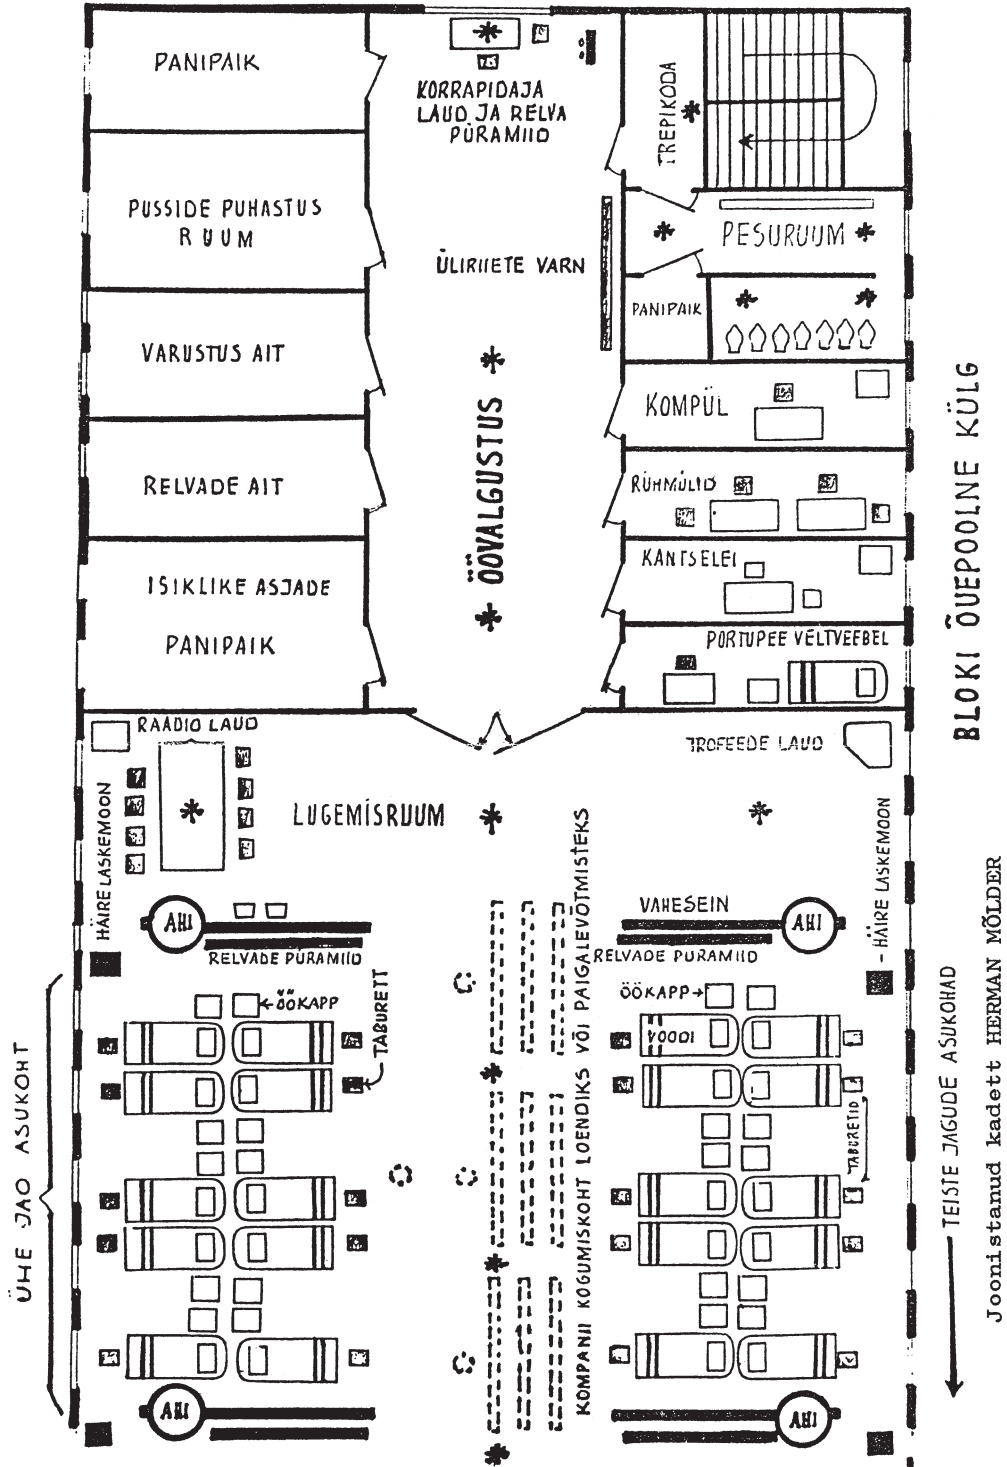 PANIPAIK
KORRAPIDAJA
LAUD JA RELVA
PÜRAMIID
TREPIKODA
PÜSSIDE PUHASTUS
RUUM
PESURUUM
ÜLIRIIETE VARN
PANIPAIK
VARUSTUS AIT
KOMPÜL
RELVADE AIT
RÜHMÜLID
ÖÖVALGUSTUS
KANTSELEI
ISIKLIKE ASJADE
PANIPAIK
PORTUPEE VELTVEEBEL
BLOKI ÕUEPOOLNE KÜLG
RAADIO LAUD
TROFEEDE LAUD
HÄIRE LASKEMOON
LUGEMISRUUM
- HÄIRE LASKEMOON
AHI
VAHESEIN
AHI
RELVADE PÜRAMIID
RELVADE PÜRAMIID
KOMPANII KOGUMISKOHT LOENDIKS VÕI PAIGALEVOTMISTEKS
ÖÖKAPP
TABURETT
ÖÖKAPP
VOODI
TABURETID
ÜHE JAO ASUKOHT
TEISTE JAGUDE ASUKOHAD
AHI
AHI
Joonistanud kadett HERMAN MÕLDER